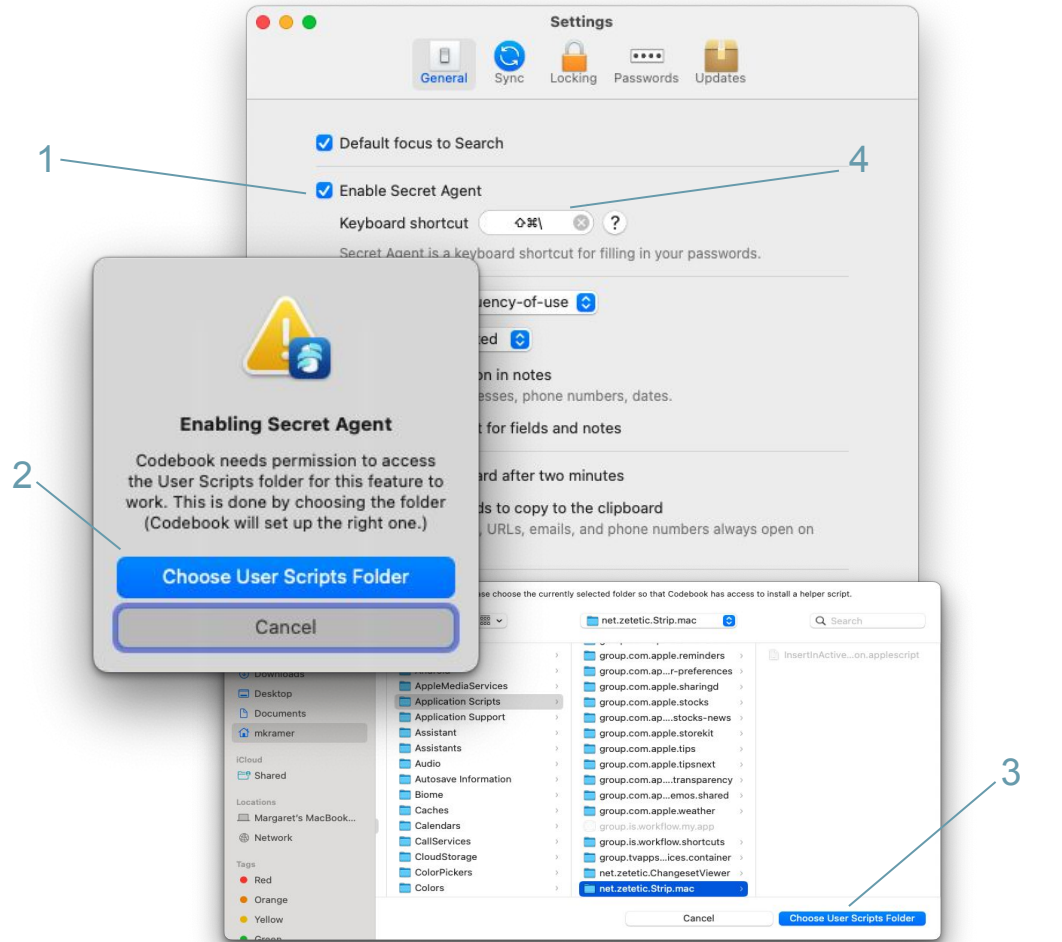 Settings
General Sync Locking Passwords Updates
Default focus to Search
1
4
Enable Secret Agent
Keyboard shortcut ⇧⌘\ ?
Secret Agent is a keyboard shortcut for filling in your passwords.
uency-of-use
ted
on in notes
esses, phone numbers, dates.
t for fields and notes
ard after two minutes
ds to copy to the clipboard
, URLs, emails, and phone numbers always open on
Enabling Secret Agent
Codebook needs permission to access
the User Scripts folder for this feature to
work. This is done by choosing the folder
(Codebook will set up the right one.)
2
Choose User Scripts Folder
Cancel
se choose the currently selected folder so that Codebook has access to install a helper script.
net.zetetic.Strip.mac
Search
Downloads
Desktop
Documents
mkramer
iCloud
Shared
Locations
Margaret's MacBook...
Network
Tags
Red
Orange
Yellow
Green
AppleMediaServices
Application Scripts
Application Support
Assistant
Assistants
Audio
Autosave Information
Biome
Caches
Calendars
CallServices
CloudStorage
ColorPickers
Colors
group.com.apple.reminders
group.com.ap...r-preferences
group.com.apple.sharingd
group.com.apple.stocks
group.com.ap....stocks-news
group.com.apple.storekit
group.com.apple.tips
group.com.apple.tipsnext
group.com.ap....transparency
group.com.ap...emos.shared
group.com.apple.weather
group.is.workflow.my.app
group.is.workflow.shortcuts
group.tvapps...ices.container
net.zetetic.ChangesetViewer
net.zetetic.Strip.mac
InsertInActive...on.applescript
3
Cancel
Choose User Scripts Folder